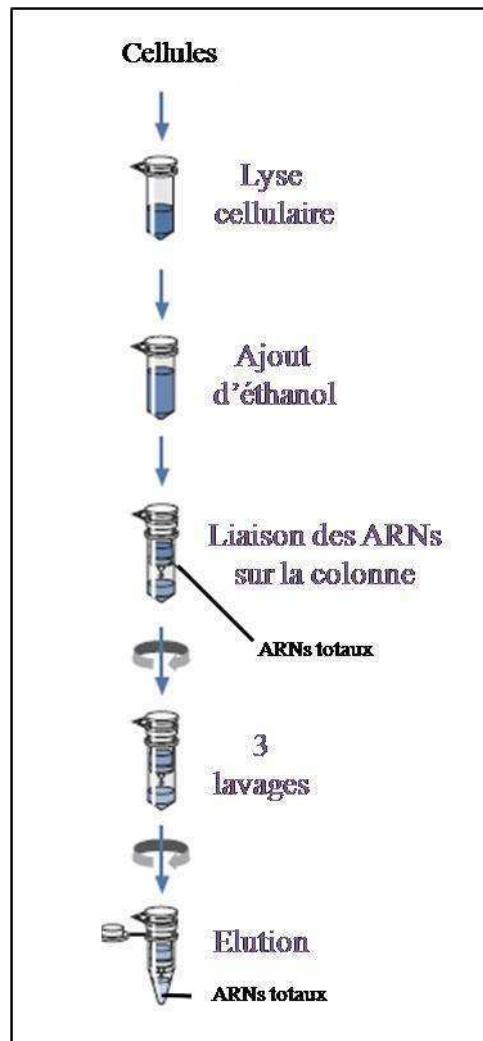 Cellules
Lyse
cellulaire
Ajout
d'éthanol
Liaison des ARNs
sur la colonne
ARNs totaux
3
lavages
Elution
ARNs totaux